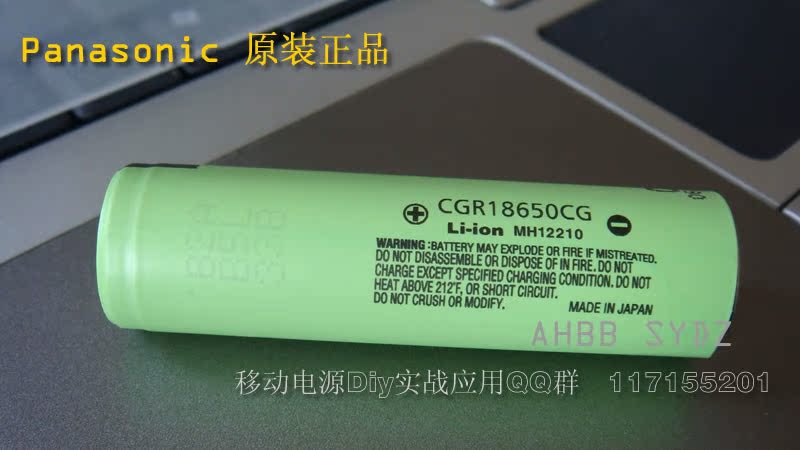 Panasonic 原装正品
CGR18650CG
Li-ion MH12210
WARNING:BATTERY MAY EXPLODE OR FIRE IF MISTREATED.
DO NOT DISASSEMBLE OR DISPOSE OF IN FIRE. DO NOT
CHARGE EXCEPT SPECIFIED CHARGING CONDITION. DO NOT
HEAT ABOVE 212°F, OR SHORT CIRCUIT.
DO NOT CRUSH OR MODIFY.
MADE IN JAPAN
AHBB SYDZ
移动电源Diy实战应用QQ群 117155201